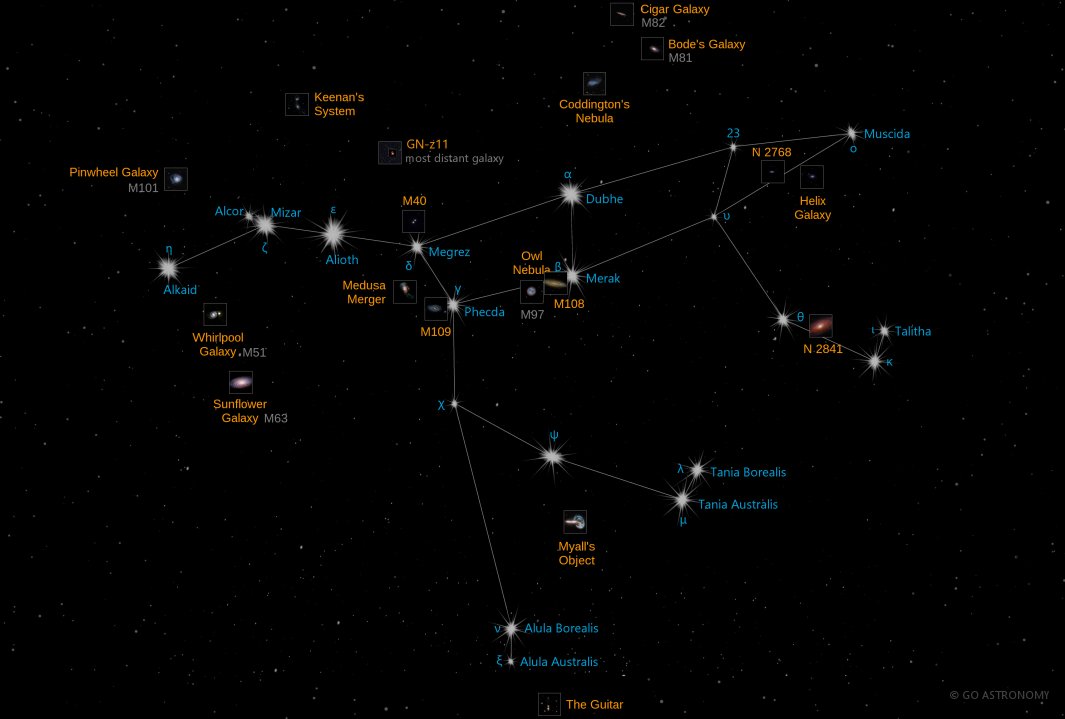 Cigar Galaxy
M82
Bode's Galaxy
M81
Coddington's
Nebula
Keenan's
System
GN-z11
most distant galaxy
23
Muscida
ο
N 2768
Helix
Galaxy
Pinwheel Galaxy
M101
M40
α
Dubhe
Alcor
Mizar
ζ
ε
Alioth
υ
η
Alkaid
Megrez
δ
Owl
Nebula
β
Merak
M108
M97
Medusa
Merger
γ
Phecda
M109
Whirlpool
Galaxy M51
θ
N 2841
ι
Talitha
κ
Sunflower
Galaxy M63
χ
ψ
λ
Tania Borealis
Tania Australis
μ
Myall's
Object
ν
Alula Borealis
ξ
Alula Australis
The Guitar
© GO ASTRONOMY